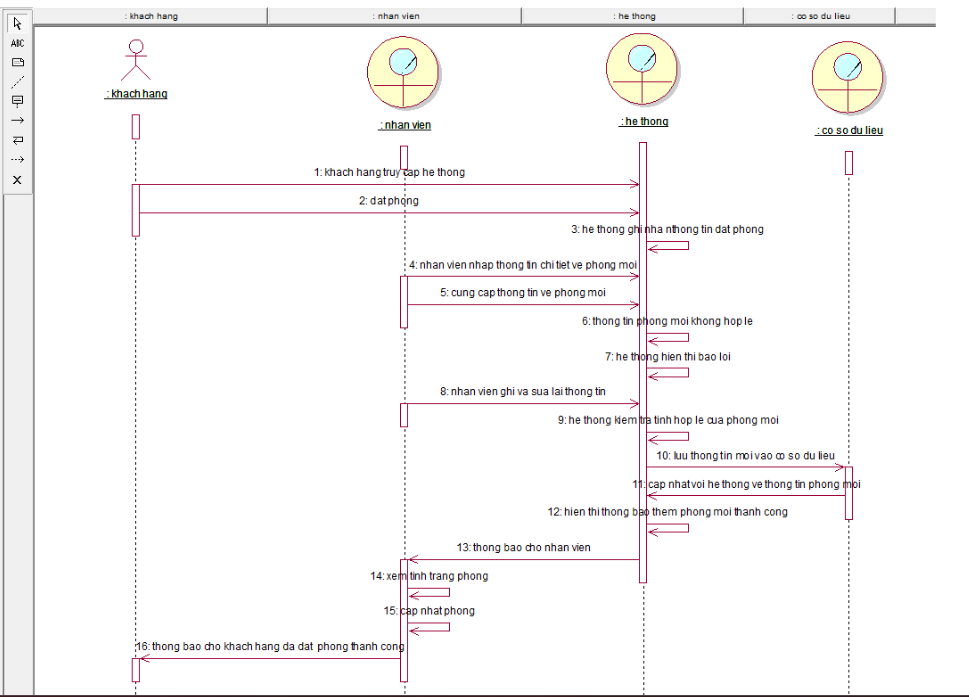 : khach hang
: nhan vien
: he thong
: co so du lieu
ABC
: khach hang
: nhan vien
: he thong
: co so du lieu
1: khach hang truy cap he thong
2: dat phong
3: he thong ghi nha nthong tin dat phong
4: nhan vien nhap thong tin chi tiet ve phong moi
5: cung cap thong tin ve phong moi
6: thong tin phong moi khong hop le
7: he thong hien thi bao loi
8: nhan vien ghi va sua lai thong tin
9: he thong kiem tra tinh hop le cua phong moi
10: luu thong tin moi vao co so du lieu
11: cap nhat voi he thong ve thong tin phong moi
12: hien thi thong bao them phong moi thanh cong
13: thong bao cho nhan vien
14: xem tinh trang phong
15: cap nhat phong
16: thong bao cho khach hang da dat phong thanh cong